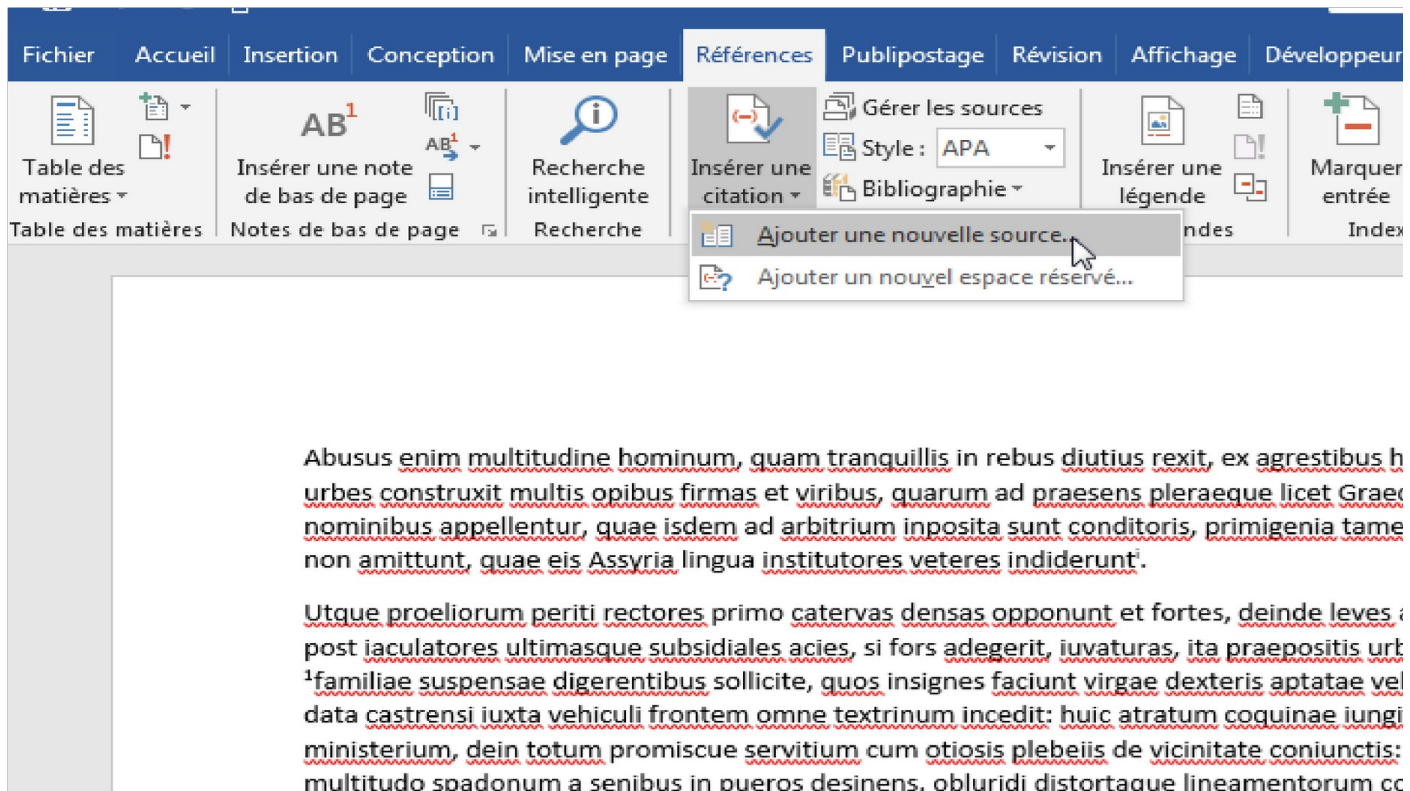 Fichier Accueil Insertion Conception Mise en page Références Publipostage Révision Affichage Développeur
Table des matières
AB1 Insérer une note de bas de page
[i]
AB1
Recherche intelligente
Insérer une citation
Gérer les sources
Style : APA
Bibliographie
Insérer une légende
Marquer entrée
Table des matières Notes de bas de page Recherche ndes Index
Ajouter une nouvelle source...
Ajouter un nouvel espace réservé...
Abusus enim multitudine hominum, quam tranquillis in rebus diutius rexit, ex agrestibus h
urbes construxit multis opibus firmas et viribus, quarum ad praesens pleraeque licet Graec
nominibus appellentur, quae isdem ad arbitrium inposita sunt conditoris, primigenia tame
non amittunt, quae eis Assyria lingua institutores veteres indideruntⁱ.
Utque proeliorum periti rectores primo catervas densas opponunt et fortes, deinde leves a
post iaculatores ultimasque subsidiales acies, si fors adegerit, iuvaturas, ita praepositis urb
¹familiae suspensae digerentibus sollicite, quos insignes faciunt virgae dexteris aptatae vel
data castrensi iuxta vehiculi frontem omne textrinum incedit: huic atratum coquinae iungi
ministerium, dein totum promiscue servitium cum otiosis plebeiis de vicinitate coniunctis:
multitudo spadonum a senibus in pueros desinens, obluridi distortaque lineamentorum co